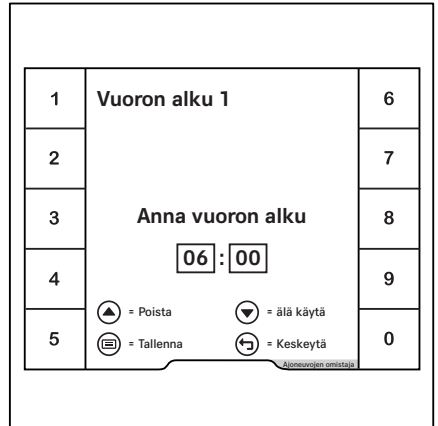 1
Vuoron alku 1
6
2
7
3
Anna vuoron alku
8
06 : 00
4
9
= Poista
= älä käytä
5
= Tallenna
= Keskeytä
0
Ajoneuvojen omistaja